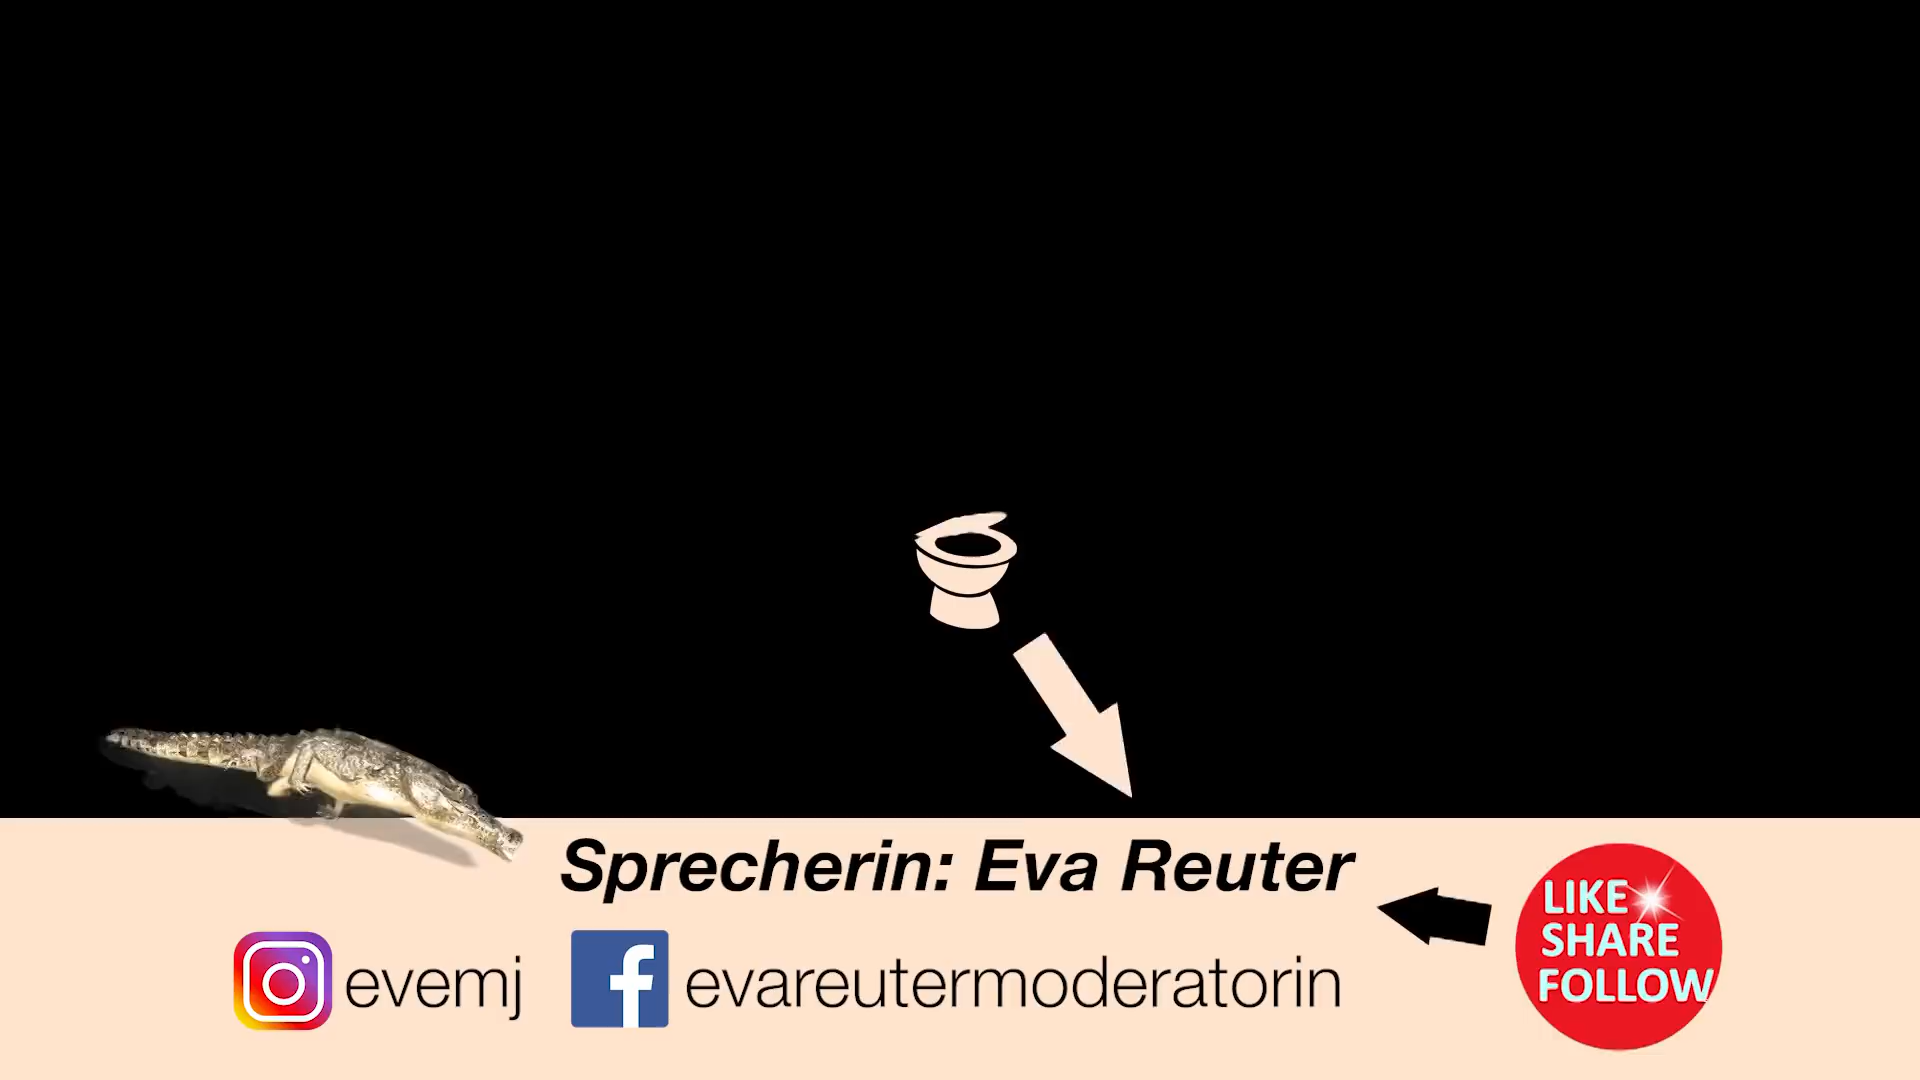 Sprecherin: Eva Reuter
evemj
evareutermoderatorin
LIKE
SHARE
FOLLOW